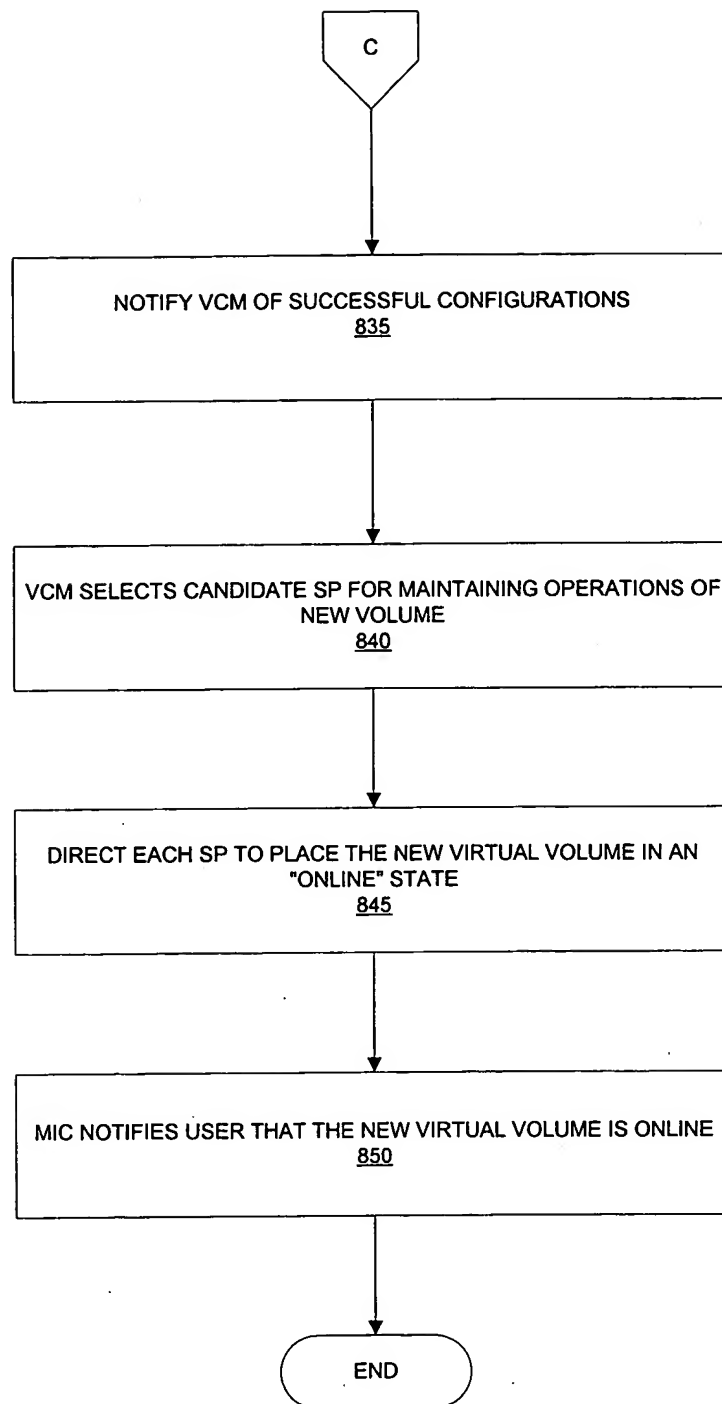 C
NOTIFY VCM OF SUCCESSFUL CONFIGURATIONS
835
VCM SELECTS CANDIDATE SP FOR MAINTAINING OPERATIONS OF
NEW VOLUME
840
DIRECT EACH SP TO PLACE THE NEW VIRTUAL VOLUME IN AN
"ONLINE" STATE
845
MIC NOTIFIES USER THAT THE NEW VIRTUAL VOLUME IS ONLINE
850
END